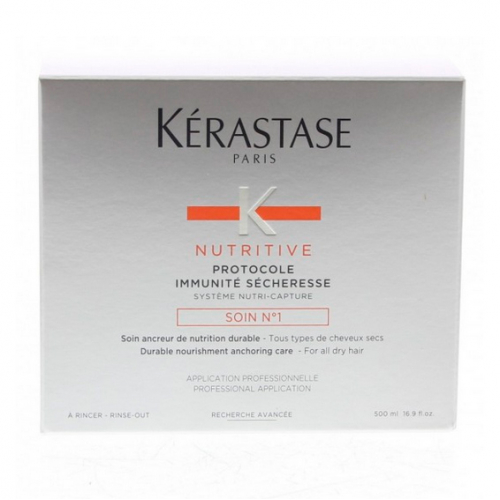 KÉRASTASE
PARIS
K
NUTRITIVE
PROTOCOLE
IMMUNITÉ SÉCHERESSE
SYSTÈME NUTRI-CAPTURE
SOIN N°1
Soin ancreur de nutrition durable - Tous types de cheveux secs
Durable nourishment anchoring care - For all dry hair
APPLICATION PROFESSIONNELLE
PROFESSIONAL APPLICATION
À RINCER - RINSE-OUT
RECHERCHE AVANCÉE
500 ml 16.9 fl.oz.